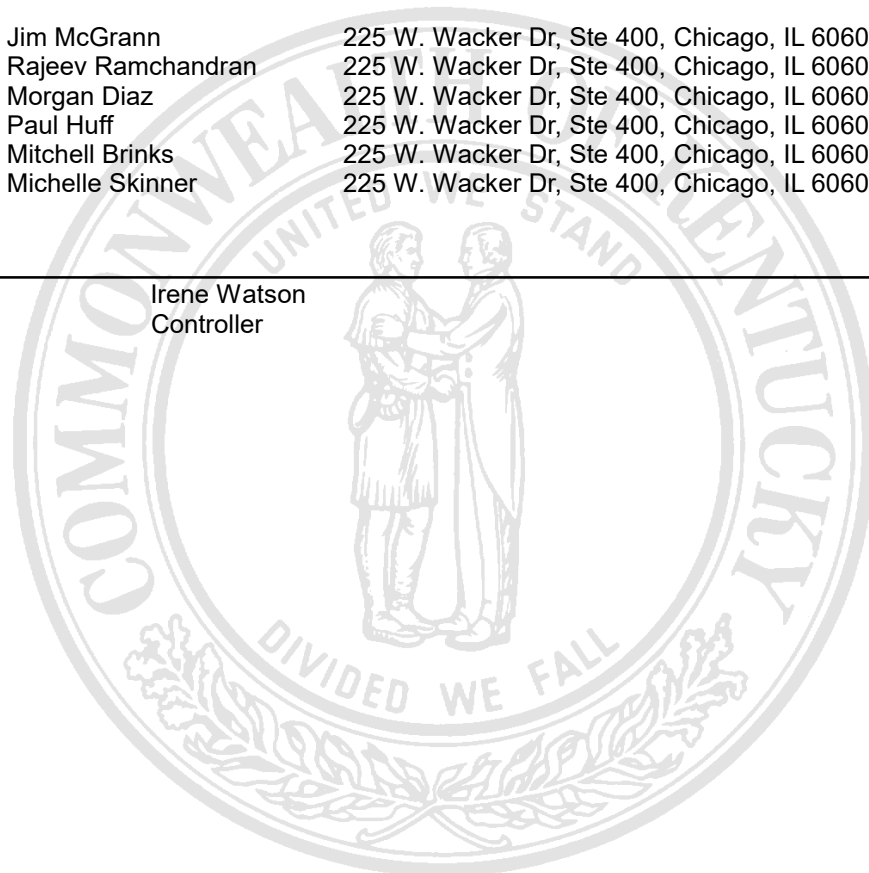 Jim McGrann 225 W. Wacker Dr, Ste 400, Chicago, IL 6060
Rajeev Ramchandran 225 W. Wacker Dr, Ste 400, Chicago, IL 6060
Morgan Diaz 225 W. Wacker Dr, Ste 400, Chicago, IL 6060
Paul Huff 225 W. Wacker Dr, Ste 400, Chicago, IL 6060
Mitchell Brinks 225 W. Wacker Dr, Ste 400, Chicago, IL 6060
Michelle Skinner 225 W. Wacker Dr, Ste 400, Chicago, IL 6060
Irene Watson
Controller
COMMONWEALTH OF KENTUCKY
UNITED WE STAND
DIVIDED WE FALL